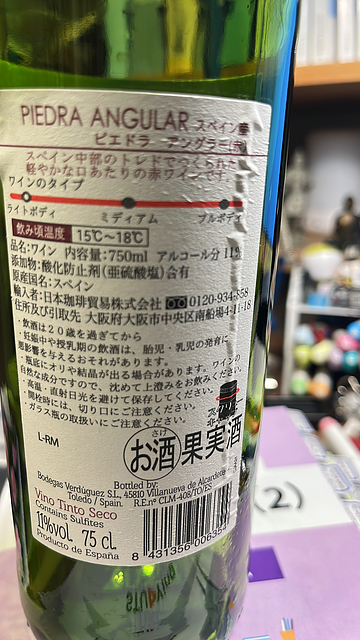 PIEDRA ANGULAR スペイン産
ピエドラ アングラー(赤)
スペイン中部のトレドでつくられた
軽やかな口あたりの赤ワインです
ワインのタイプ
ライトボディ ミディアム フルボディ
飲み頃温度 15℃～18℃
品名:ワイン 内容量:750ml アルコール分 11%
添加物:酸化防止剤(亜硫酸塩)含有
原産国名:スペイン
輸入者:日本珈琲貿易株式会社 0120-934-358
住所及び引取先 大阪府大阪市中央区南船場4-11-18
・飲酒は20歳を過ぎてから
・妊娠中や授乳期の飲酒は、胎児・乳児の発育に
悪影響を与えるおそれがあります。
・瓶底にオリや結晶が出る場合があります。ワインの
自然な成分ですので、沈めて上澄みをお飲みください。
・高温・直射日光を避けて保存してください。
・開栓時には、切り口にご注意ください。
・ガラス瓶の取扱いにご注意ください。
L-RM
さけ
お酒 果実酒
Bottled by:
Bodegas Verdúguez S.L., 45810 Villanueva de Alcardete
Toledo / Spain. R.E.nº CLM-408/TO/ES
Vino Tinto Seco
Contains Sulfites
11%vol. 75 cl.
Producto de España
8 431356 00635
(2)